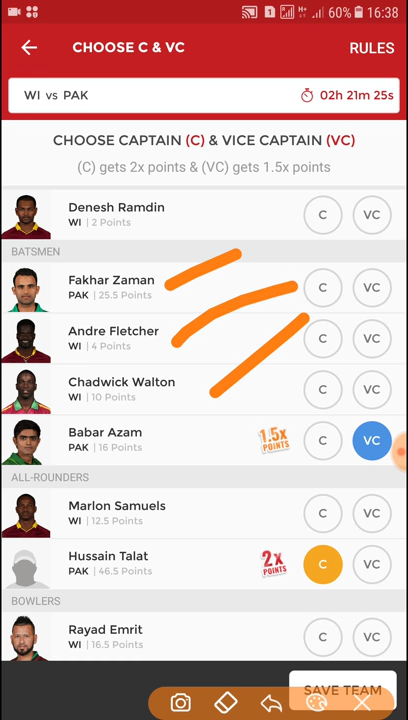 60% 16:38
CHOOSE C & VC
RULES
WI vs PAK
02h 21m 25s
CHOOSE CAPTAIN (C) & VICE CAPTAIN (VC)
(C) gets 2x points & (VC) gets 1.5x points
Denesh Ramdin
WI | 2 Points
C VC
BATSMEN
Fakhar Zaman
PAK | 25.5 Points
C VC
Andre Fletcher
WI | 4 Points
C VC
Chadwick Walton
WI | 10 Points
C VC
Babar Azam
PAK | 16 Points
1.5x
POINTS
C VC
ALL-ROUNDERS
Marlon Samuels
WI | 12.5 Points
C VC
Hussain Talat
PAK | 46.5 Points
2x
POINTS
C VC
BOWLERS
Rayad Emrit
WI | 16.5 Points
C VC
SAVE TEAM